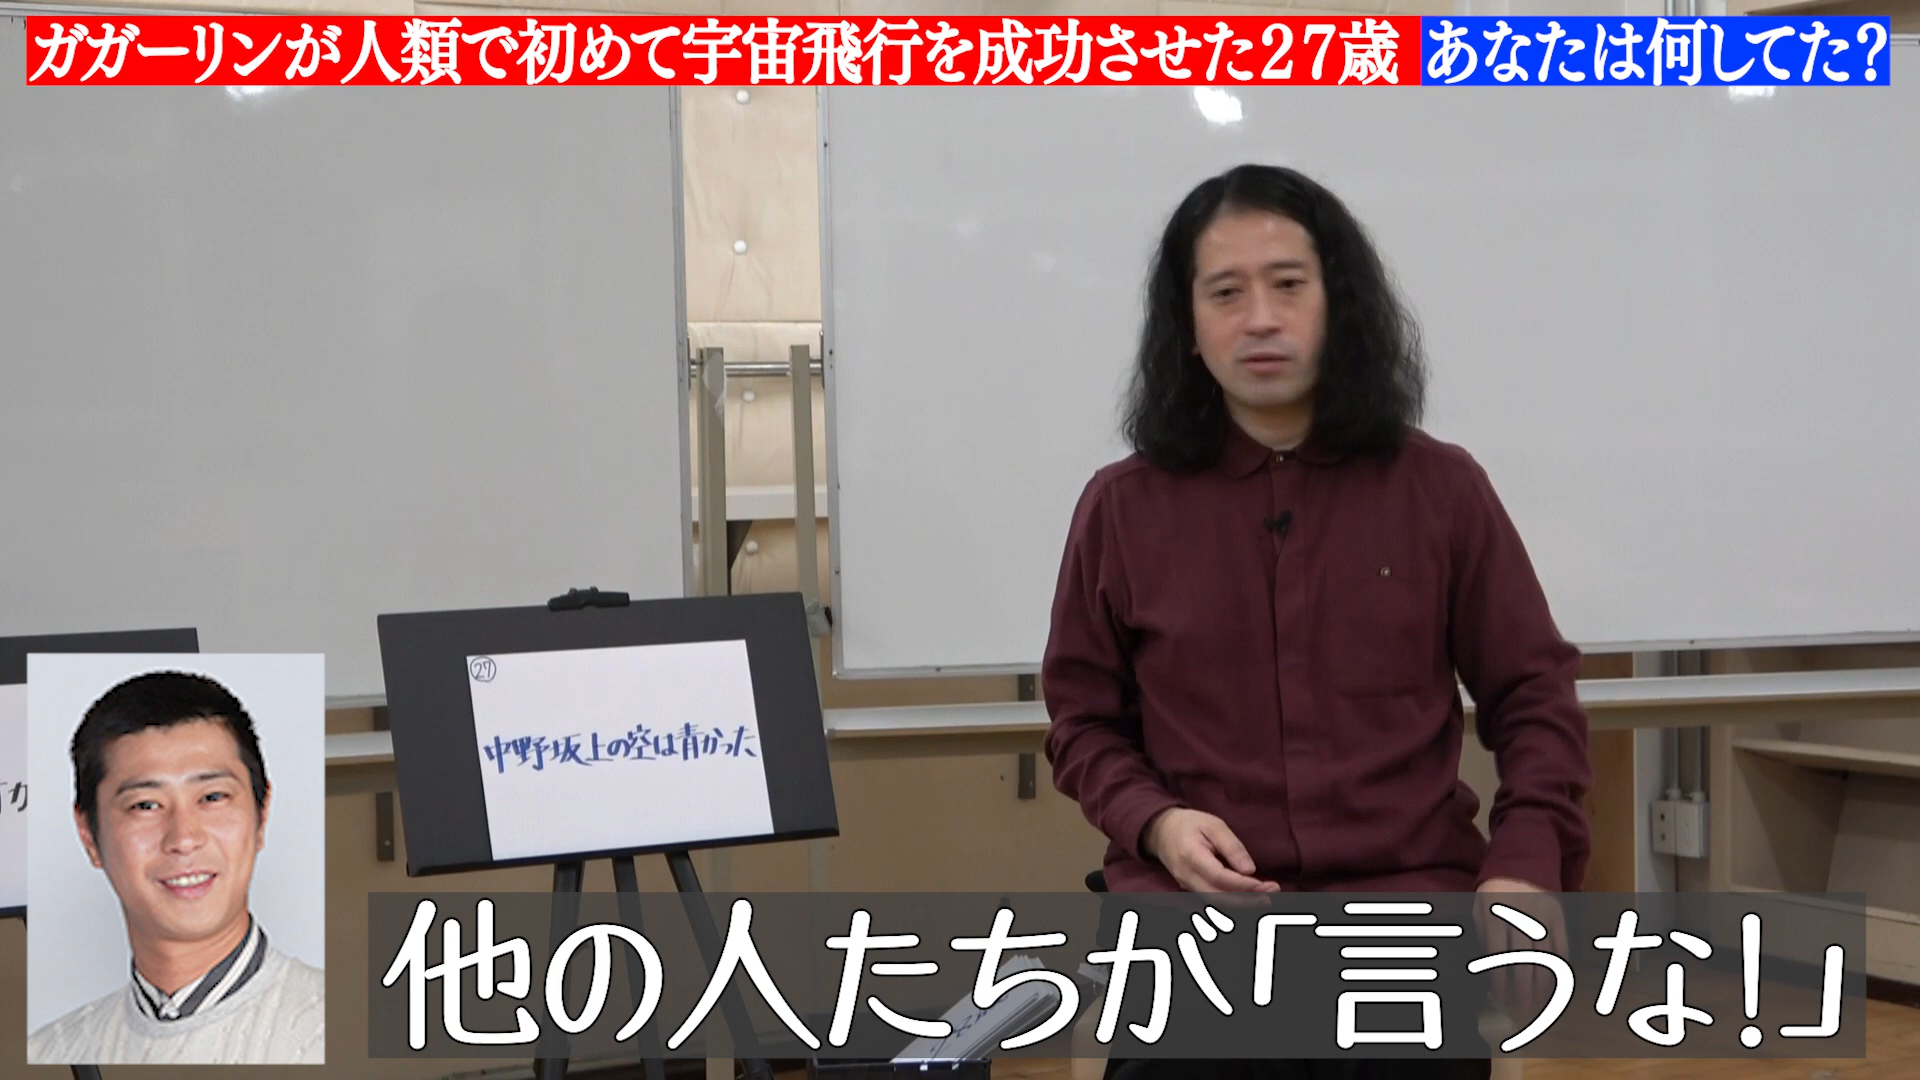 ガガーリンが人類で初めて宇宙飛行を成功させた27歳 あなたは何してた?
27
中野坂上の空は青かった
他の人たちが「言うな!」